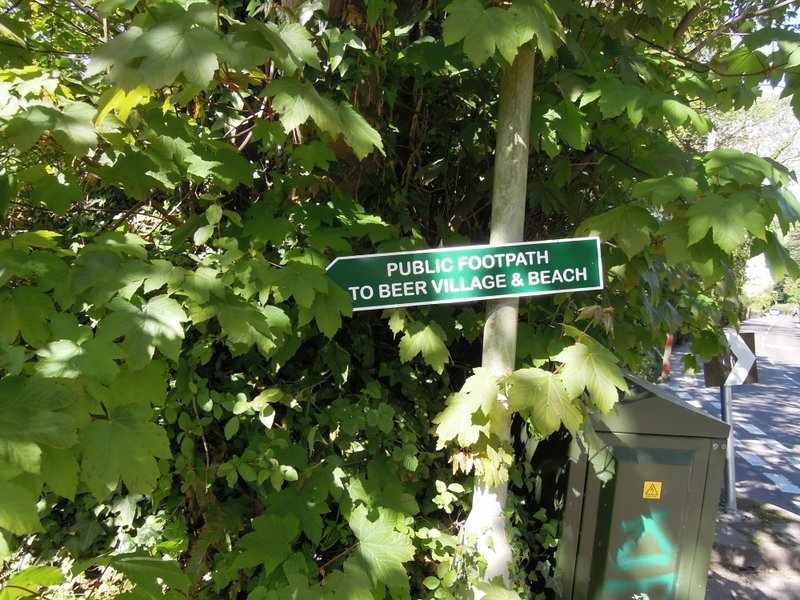 PUBLIC FOOTPATH
TO BEER VILLAGE & BEACH